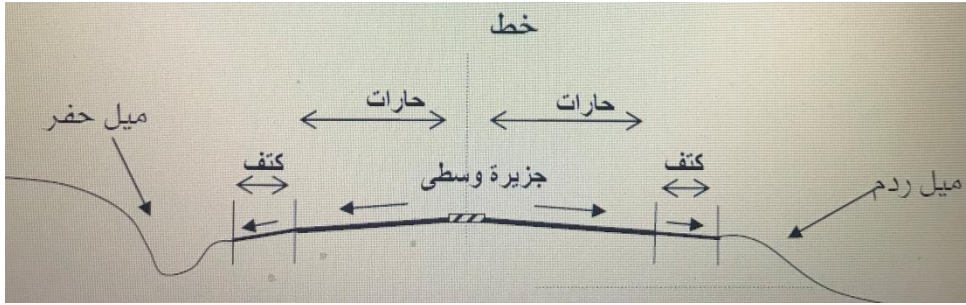 خط
حارات
حارات
ميل حفر
كتف
كتف
جزيرة وسطى
ميل ردم